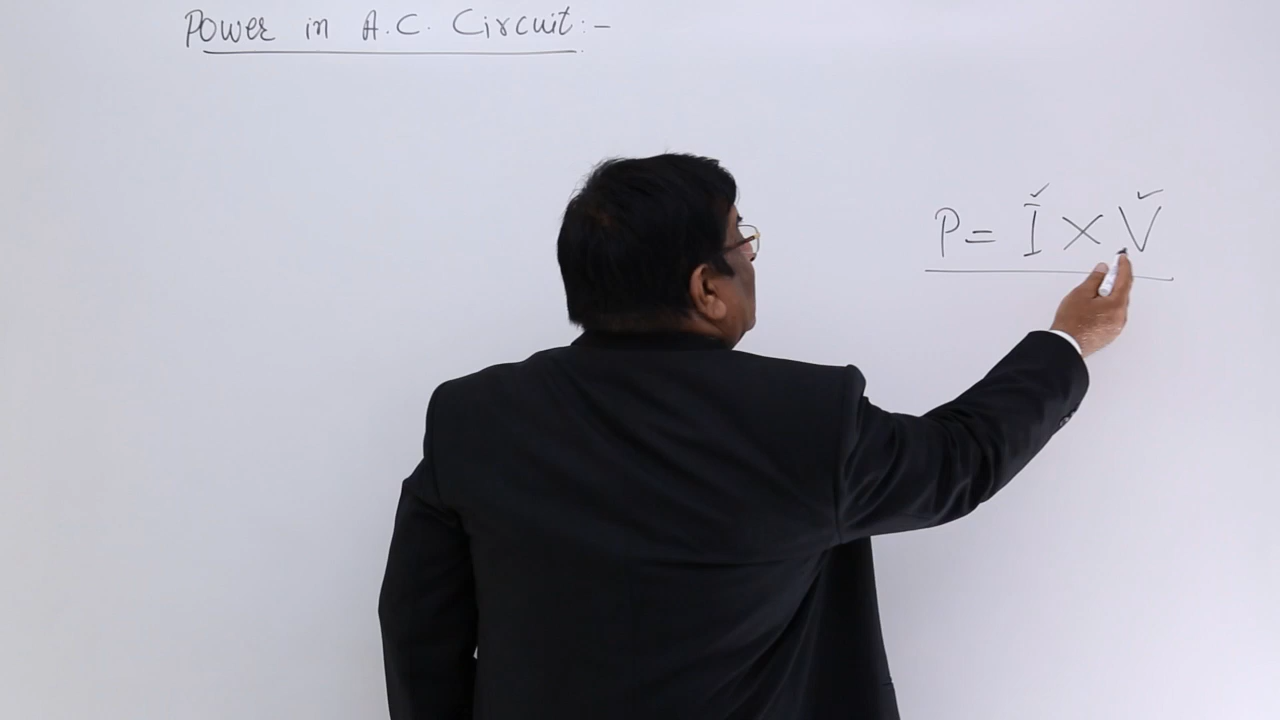 Power in A.C. Circuit:-
P = I × V